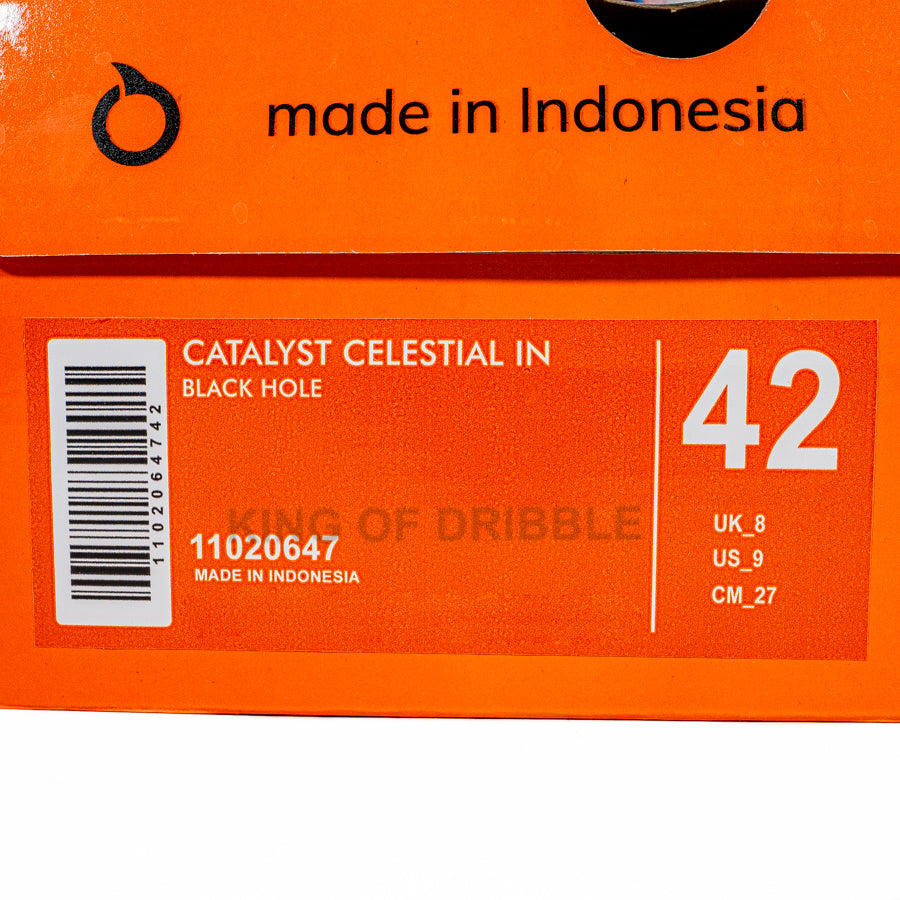 made in Indonesia
CATALYST CELESTIAL IN
BLACK HOLE
11020647
MADE IN INDONESIA
1102064742
KING OF DRIBBLE
42
UK_8
US_9
CM_27